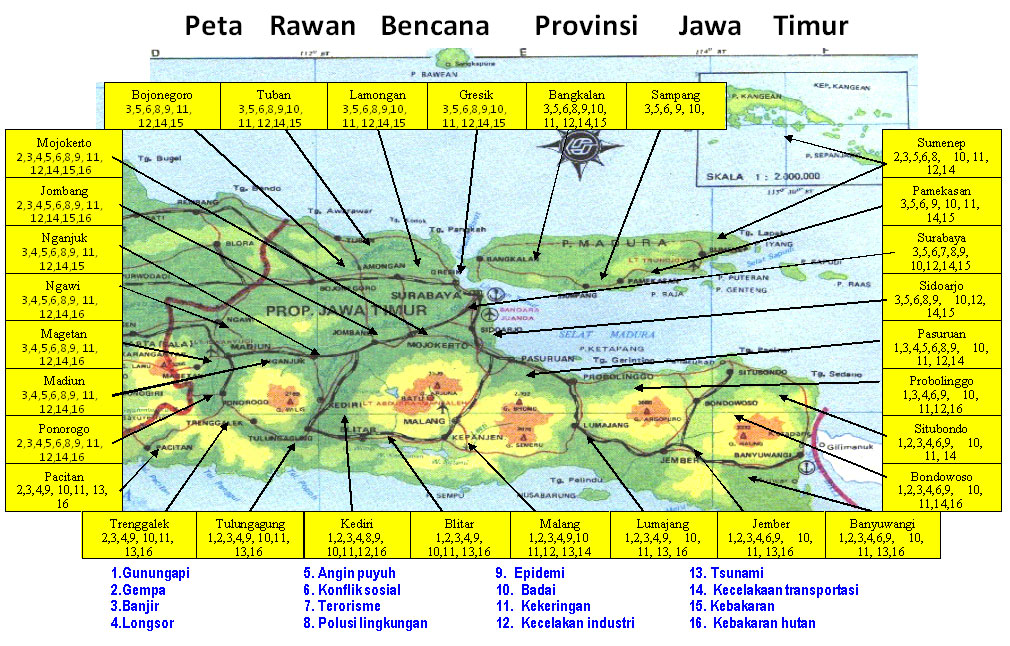 Peta Rawan Bencana Provinsi Jawa Timur
D
112° BT
E
114° BT
F
Sangkapura
P. BAWEAN
Bojonegoro
3,5,6,8,9, 11,
12,14,15
Tuban
3,5,6,8,9,10,
11, 12,14,15
Lamongan
3,5,6,8,9,10,
11, 12,14,15
Gresik
3,5,6,8,9,10,
11, 12,14,15
Bangkalan
3,5,6,8,9,10,
11, 12,14,15
Sampang
3,5,6, 9, 10,
P. KANGEAN
KEP. KANGEAN
P. SEPANJANG
SKALA 1 : 2.000.000
Mojokerto
2,3,4,5,6,8,9, 11,
12,14,15,16
Jombang
2,3,4,5,6,8,9, 11,
12,14,15,16
Nganjuk
3,4,5,6,8,9, 11,
12,14,15
Ngawi
3,4,5,6,8,9, 11,
12,14,16
Magetan
3,4,5,6,8,9, 11,
12,14,16
Madiun
3,4,5,6,8,9, 11,
12,14,16
Ponorogo
2,3,4,5,6,8,9, 11,
12,14,16
Pacitan
2,3,4,9, 10,11, 13,
16
Sumenep
2,3,5,6,8, 10, 11,
12,14
Pamekasan
3,5,6, 9, 10, 11,
14,15
Surabaya
3,5,6,7,8,9,
10,12,14,15
Sidoarjo
3,5,6,8,9, 10,12,
14,15
Pasuruan
1,3,4,5,6,8,9, 10,
11, 12,14
Probolinggo
1,3,4,6,9, 10,
11,12,16
Situbondo
1,2,3,4,6,9, 10,
11, 14
Bondowoso
1,2,3,4,6,9, 10,
11,14,16
Tg. Bugel
Tg. Bendo
REMBANG
Tg. Awarawar
TUBAN
Tg. Pangkah
BLORA
LAMONGAN
GRESIK
BANGKALAN
P. MADURA
Tg. Lapak
P. PUTERAN
P. GENTENG
P. RAAS
P. RAJA
PAMEKASAN
BOJONEGORO
SURABAYA
BANDARA
JUANDA
PROP. JAWA TIMUR
NGAWI
JOMBANG
SIDOARJO
SELAT MADURA
MOJOKERTO
P. KETAPANG
MADIUN
NGANJUK
PASURUAN
PROBOLINGGO
SITUBONDO
Tg. Sedano
PONOROGO
G. WILIS
KEDIRI
BATU
BONDOWOSO
G. ARGOPURO
TRENGGALEK
MALANG
LUMAJANG
TULUNGAGUNG
BLITAR
KEPANJEN
G. SEMERU
G. RAUNG
Gilimanuk
PACITAN
JEMBER
BANYUWANGI
Tg. Pelindu
P. SEMPU
NUSABARUNG
Trenggalek
2,3,4,9, 10,11,
13,16
Tulungagung
1,2,3,4,9, 10,11,
13,16
Kediri
1,2,3,4,8,9,
10,11,12,16
Blitar
1,2,3,4,9,
10,11, 13,16
Malang
1,2,3,4,9,10
11,12, 13,14
Lumajang
1,2,3,4,9, 10,
11, 13, 16
Jember
1,2,3,4,6,9, 10,
11, 13,16
Banyuwangi
1,2,3,4,6,9, 10,
11, 13,16
1.Gunungapi
2.Gempa
3.Banjir
4.Longsor
5. Angin puyuh
6. Konflik sosial
7. Terorisme
8. Polusi lingkungan
9. Epidemi
10. Badai
11. Kekeringan
12. Kecelakan industri
13. Tsunami
14. Kecelakaan transportasi
15. Kebakaran
16. Kebakaran hutan